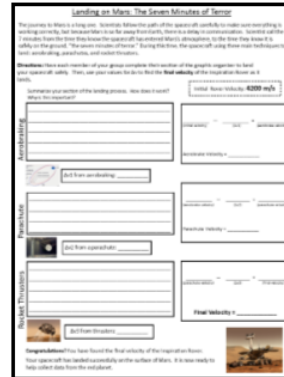 Landing on Mars: The Seven Minutes of Terror
The journey to Mars is a long one. Scientists follow the path of the spacecraft carefully to make sure everything is
working correctly, but because Mars is so far away from Earth, there is a delay in communication. Scientists call the
7 minutes from the time they know the spacecraft has entered Mars's atmosphere, to the time they know it is
safely on the ground, "the seven minutes of terror." During this time, the spacecraft using three main techniques to
land: aerobraking, parachutes, and rocket thrusters.
Directions: Have each member of your group complete their section of the graphic organizer to land
your spacecraft safely. Then, use your values for Δv to find the final velocity of the Inspiration Rover as it
lands.
Summarize your section of the landing process. How does it work?
Why is this important?
Initial Rover Velocity: 4200 m/s
Aerobraking
Aerobrake Velocity =
Δv1 from aerobraking:
Parachute
Parachute Velocity =
Δv2 from parachute:
Rocket Thrusters
Final Velocity =
Δv3 from thrusters:
Congratulations! You have found the final velocity of the Inspiration Rover.
Your spacecraft has landed successfully on the surface of Mars. It is now ready to
help collect data from the red planet.